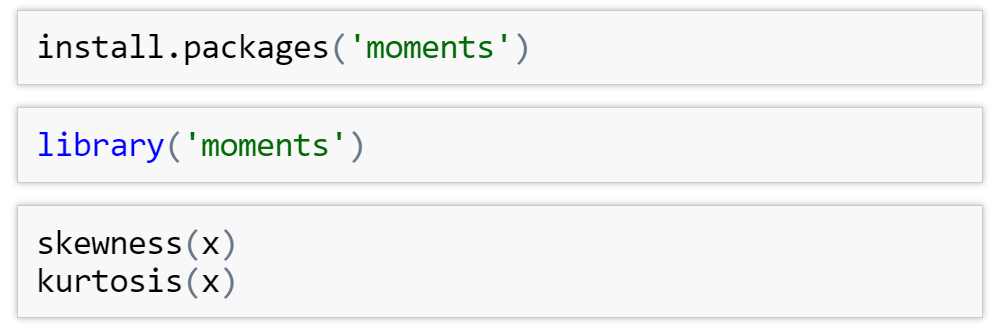 install.packages('moments')
library('moments')
skewness(x)
kurtosis(x)